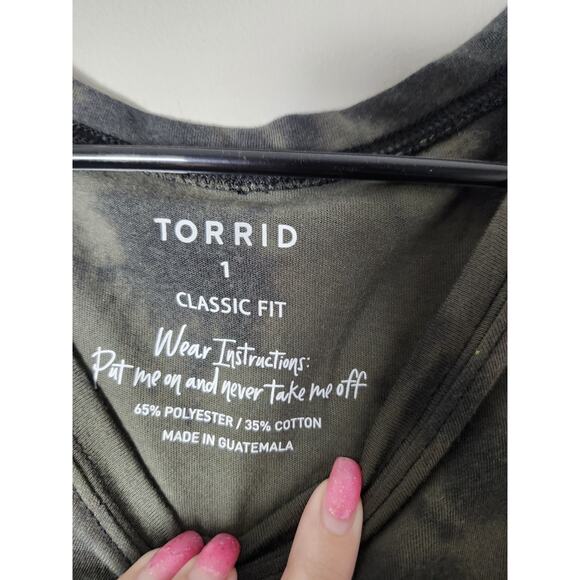 TORRID
1
CLASSIC FIT
Wear Instructions:
Put me on and never take me off
65% POLYESTER / 35% COTTON
MADE IN GUATEMALA